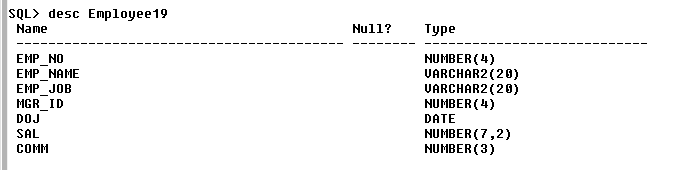 SQL> desc Employee19
Name Null? Type
----------------------------------------- -------- ----------------------------
EMP_NO NUMBER(4)
EMP_NAME VARCHAR2(20)
EMP_JOB VARCHAR2(20)
MGR_ID NUMBER(4)
DOJ DATE
SAL NUMBER(7,2)
COMM NUMBER(3)